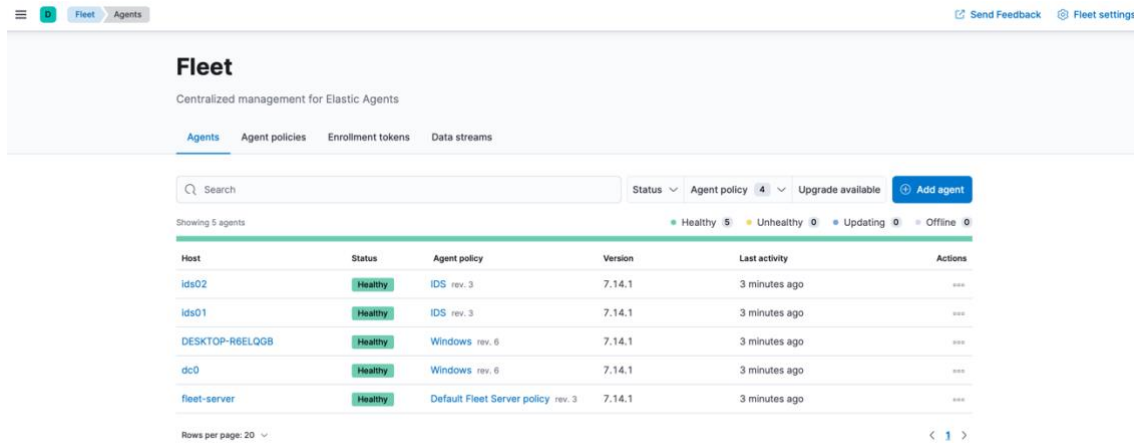 D Fleet Agents Send Feedback Fleet settings
Fleet
Centralized management for Elastic Agents
Agents Agent policies Enrollment tokens Data streams
Search Status Agent policy 4 Upgrade available Add agent
Showing 5 agents Healthy 5 Unhealthy 0 Updating 0 Offline 0
Host Status Agent policy Version Last activity Actions
ids02 Healthy IDS rev. 3 7.14.1 3 minutes ago
ids01 Healthy IDS rev. 3 7.14.1 3 minutes ago
DESKTOP-R6ELQGB Healthy Windows rev. 6 7.14.1 3 minutes ago
dc0 Healthy Windows rev. 6 7.14.1 3 minutes ago
fleet-server Healthy Default Fleet Server policy rev. 3 7.14.1 3 minutes ago
Rows per page: 20 1